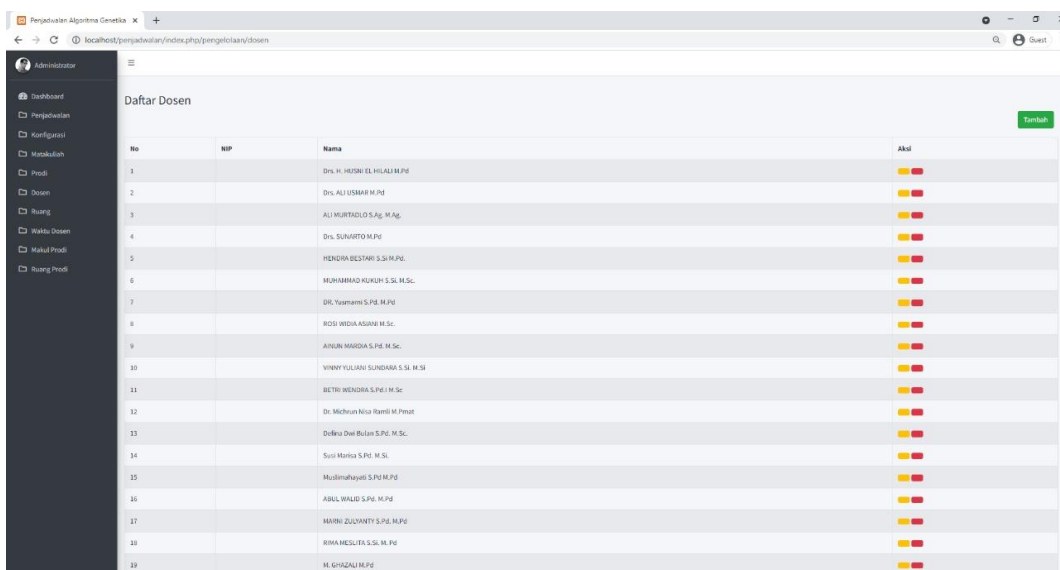 Penjadwalan Algoritma Genetika
localhost/penjadwalan/index.php/pengelolaan/dosen
Guest
Administrator
Dashboard
Penjadwalan
Konfigurasi
Matakuliah
Prodi
Dosen
Ruang
Waktu Dosen
Makul Prodi
Ruang Prodi
Daftar Dosen
Tambah
No NIP Nama Aksi
1 Drs. H. HUSNI EL HILALI M.Pd
2 Drs. ALI USMAR M.Pd
3 ALI MURTADLO S.Ag. M.Ag.
4 Drs. SUNARTO M.Pd
5 HENDRA BESTARI S.Si M.Pd.
6 MUHAMMAD KUKUH S.Si. M.Sc.
7 DR. Yusmarni S.Pd. M.Pd
8 ROSI WIDIA ASIANI M.Sc.
9 AINUN MARDIA S.Pd. M.Sc.
10 VINNY YULIANI SUNDARA S.Si. M.Si
11 BETRI WENDRA S.Pd.I M.Sc
12 Dr. Michrun Nisa Ramli M.Pmat
13 Defina Dwi Bulan S.Pd. M.Sc.
14 Susi Marisa S.Pd. M.Si.
15 Muslimahayati S.Pd M.Pd
16 ABUL WALID S.Pd. M.Pd
17 MARNI ZULYANTY S.Pd. M.Pd
18 RIMA MESLITA S.Si. M. Pd
19 M. GHAZALI M.Pd